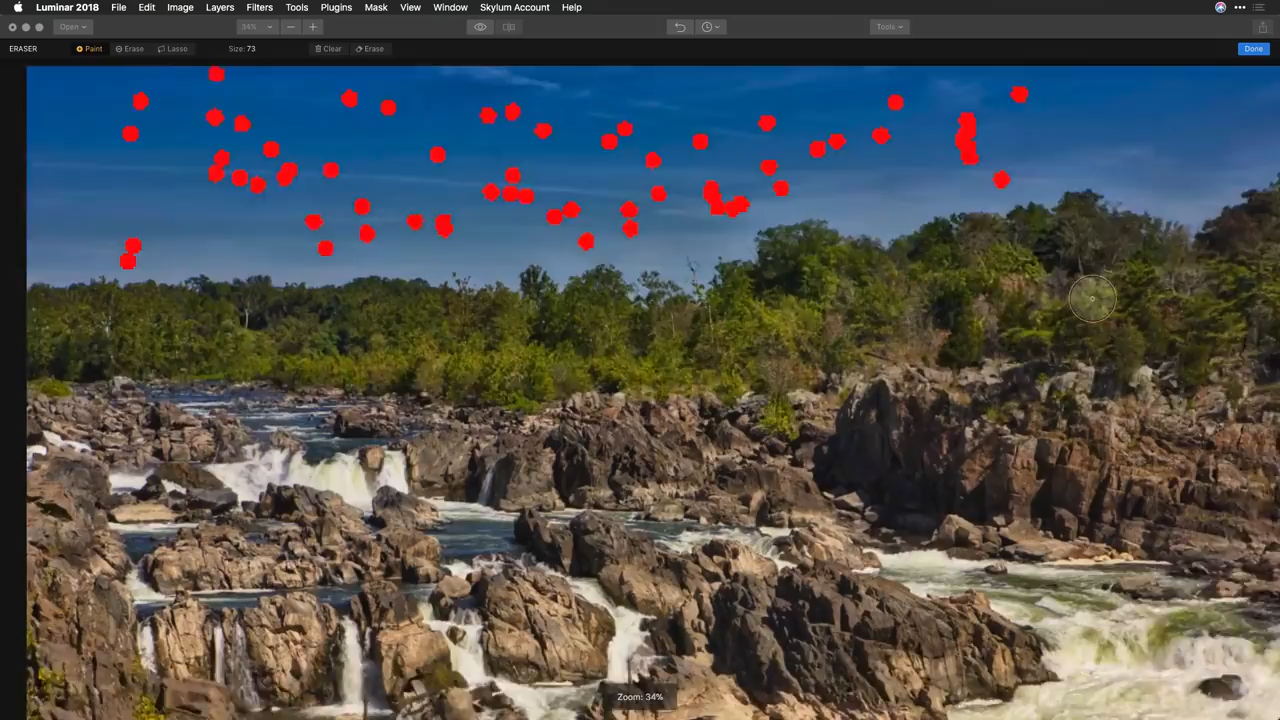 Luminar 2018 File Edit Image Layers Filters Tools Plugins Mask View Window Skylum Account Help
Open 34% Tools
ERASER Paint Erase Lasso Size: 73 Clear Erase Done
Zoom: 34%